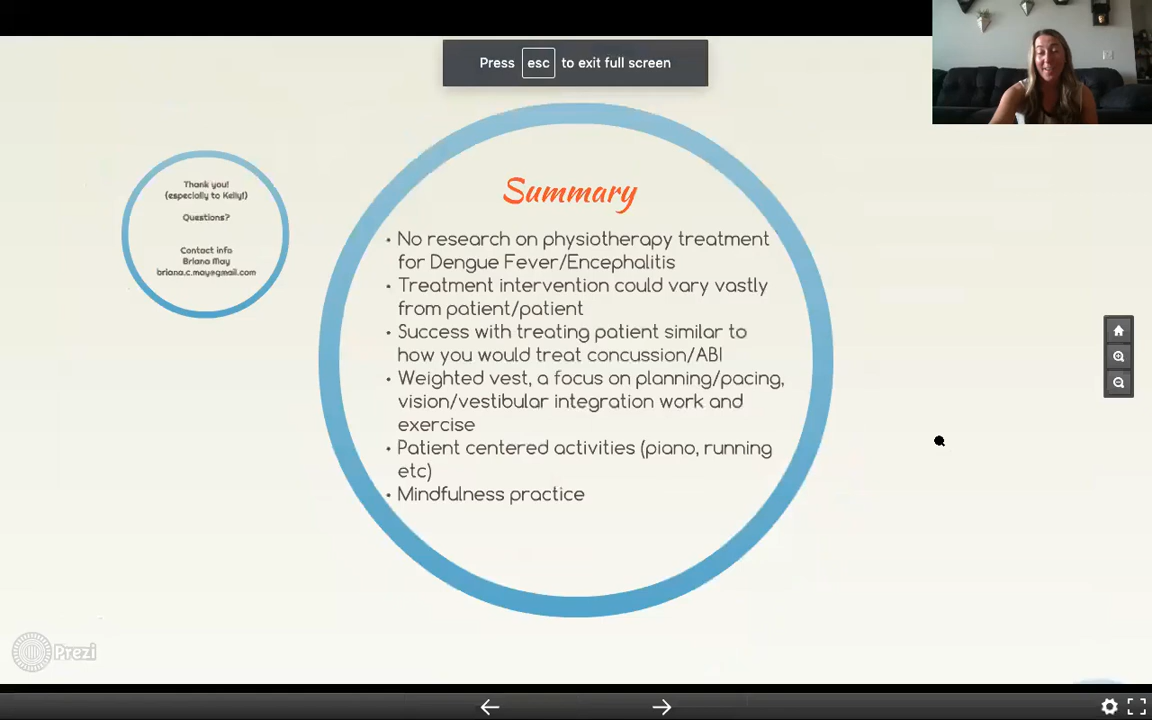 Press esc to exit full screen
Thank you!
(especially to Kelly!)
Questions?
Contact info
Briana May
briana.c.may@gmail.com
Summary
• No research on physiotherapy treatment
for Dengue Fever/Encephalitis
• Treatment intervention could vary vastly
from patient/patient
• Success with treating patient similar to
how you would treat concussion/ABI
• Weighted vest, a focus on planning/pacing,
vision/vestibular integration work and
exercise
• Patient centered activities (piano, running
etc)
• Mindfulness practice
Prezi